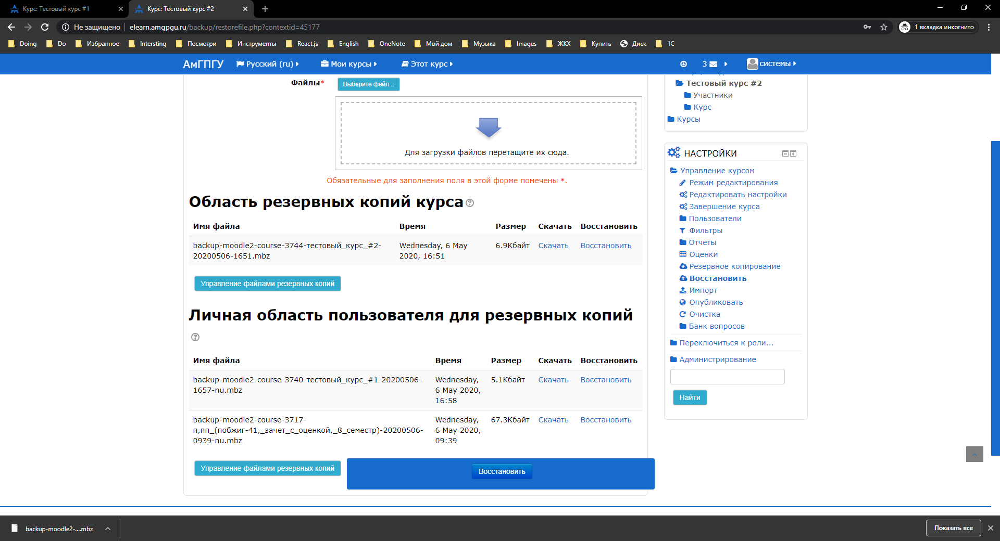 Курс: Тестовый курс #1
Курс: Тестовый курс #2
Не защищено
elearn.amgpgu.ru/backup/restorefile.php?contextid=45177
1 вкладка инкогнито
Doing
Do
Избранное
Intersting
Посмотри
Инструменты
React.js
English
OneNote
Мой дом
Музыка
Images
ЖКХ
Купить
Диск
1С
АмГПГУ
Русский (ru)
Мои курсы
Этот курс
3
системы
Файлы*
Выберите файл...
Для загрузки файлов перетащите их сюда.
Обязательные для заполнения поля в этой форме помечены *.
Область резервных копий курса
Имя файла Время Размер Скачать Восстановить
backup-moodle2-course-3744-тестовый_курс_#2- Wednesday, 6 May 6.9Кбайт Скачать Восстановить
20200506-1651.mbz 2020, 16:51
Управление файлами резервных копий
Личная область пользователя для резервных копий
Имя файла Время Размер Скачать Восстановить
backup-moodle2-course-3740-тестовый_курс_#1-20200506- Wednesday, 5.1Кбайт Скачать Восстановить
1657-nu.mbz 6 May 2020,
16:58
backup-moodle2-course-3717- Wednesday, 67.3Кбайт Скачать Восстановить
п,пп_(побжиг-41,_зачет_с_оценкой,_8_семестр)-20200506- 6 May 2020,
0939-nu.mbz 09:39
Управление файлами резервных копий
Восстановить
Тестовый курс #2
Участники
Курс
Курсы
НАСТРОЙКИ
Управление курсом
Режим редактирования
Редактировать настройки
Завершение курса
Пользователи
Фильтры
Отчеты
Оценки
Резервное копирование
Восстановить
Импорт
Опубликовать
Очистка
Банк вопросов
Переключиться к роли...
Администрирование
Найти
backup-moodle2-....mbz
Показать все